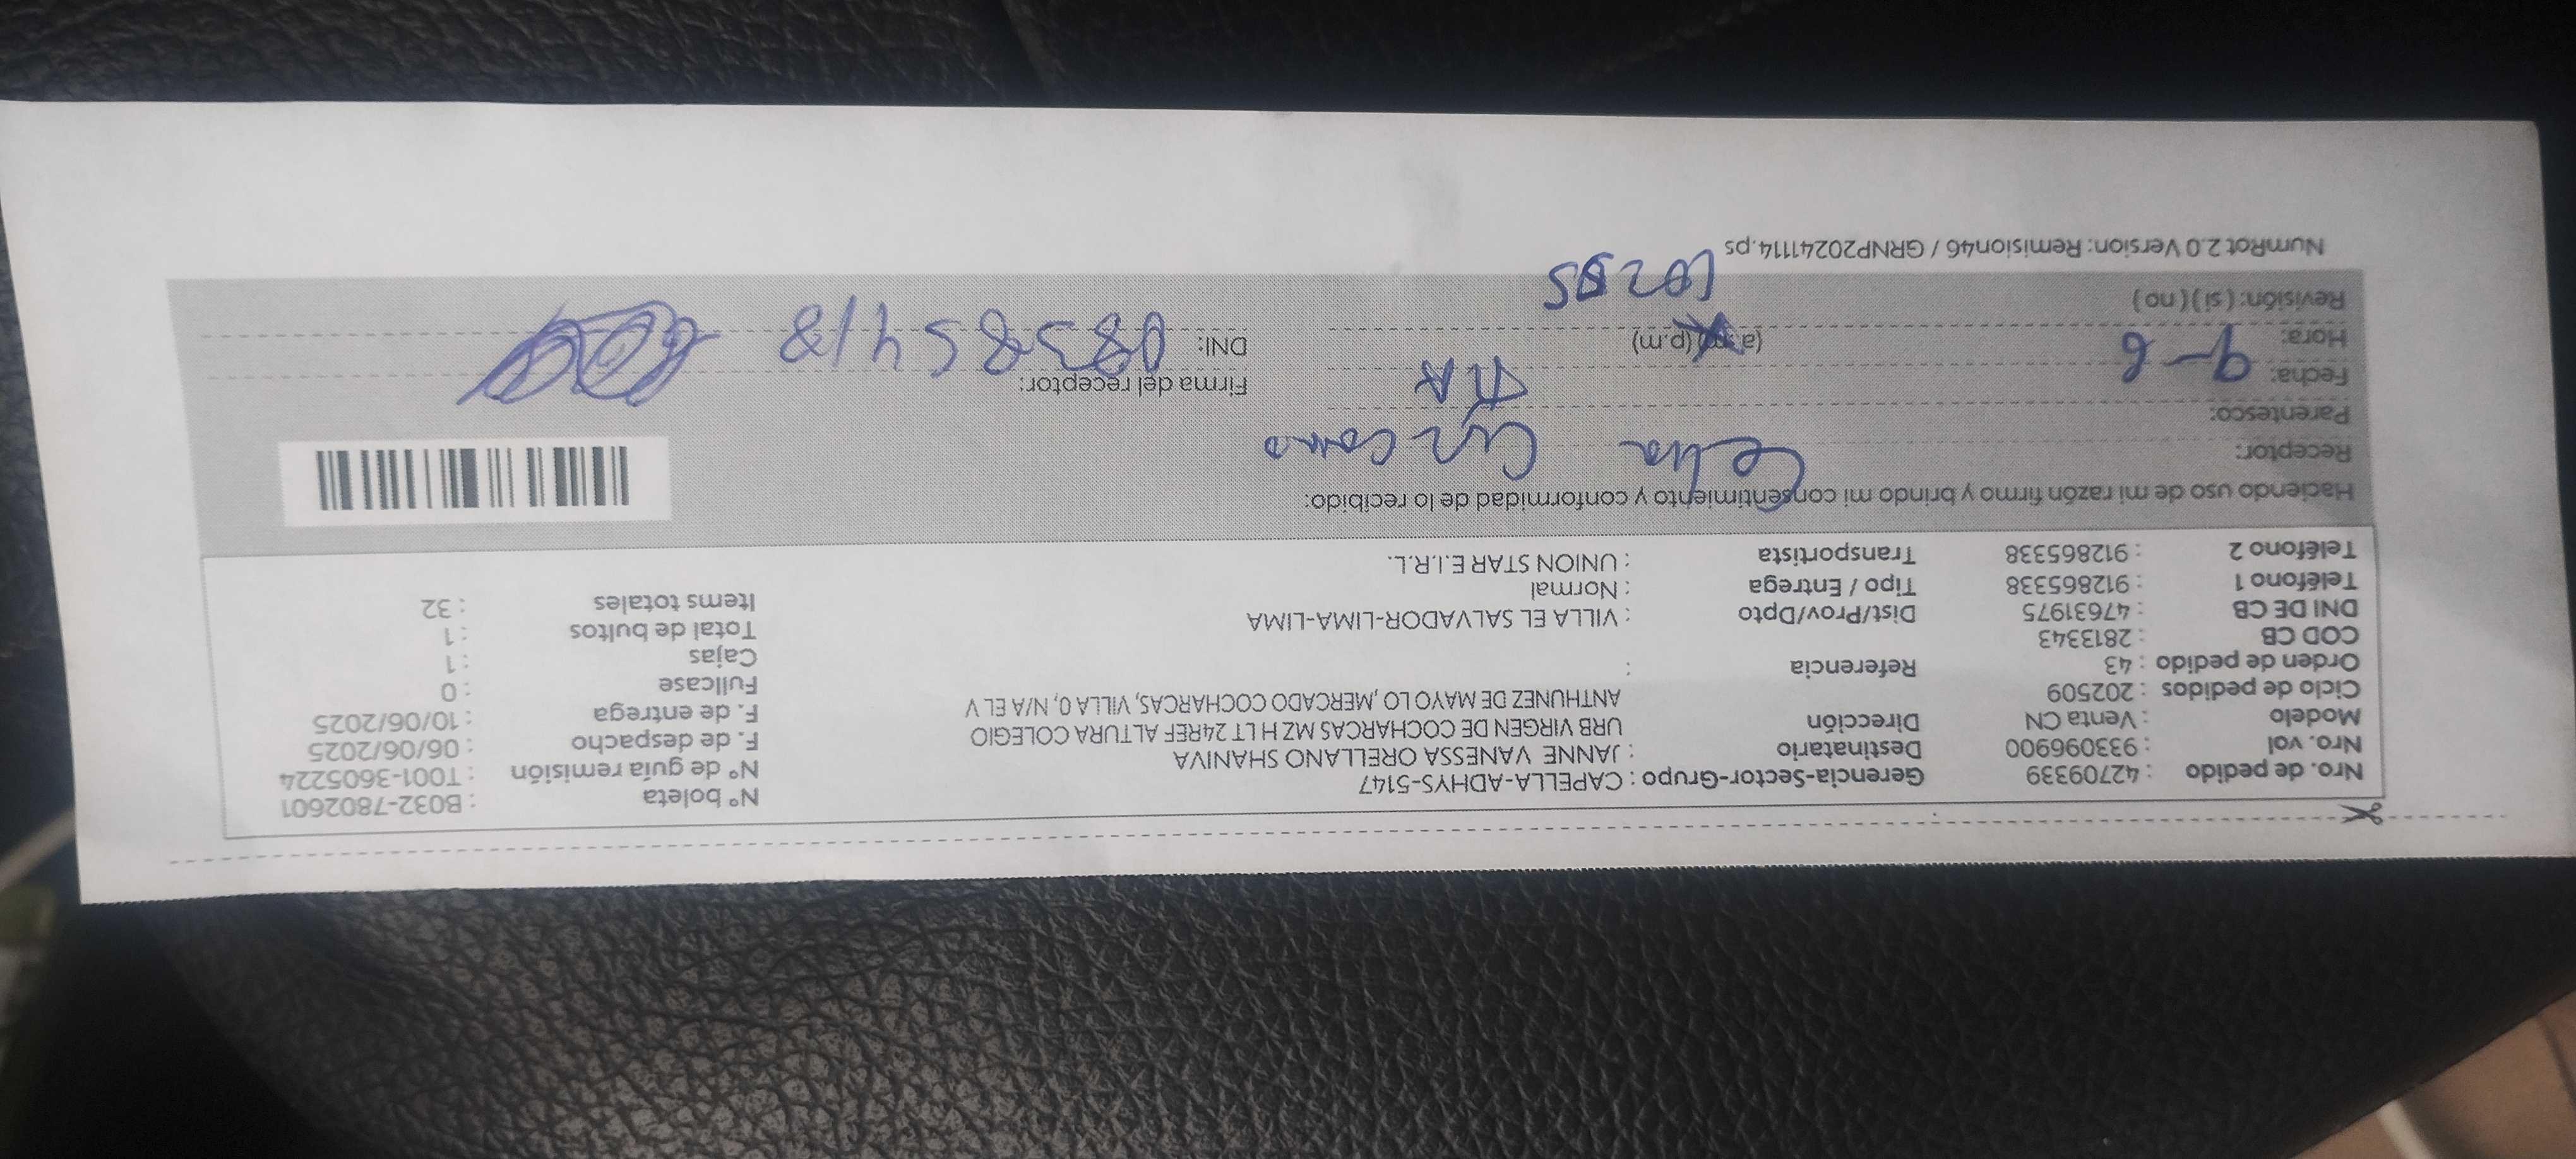 Nro. de pedido : 42709339 Gerencia-Sector-Grupo : CAPELLA-ADHYS-5147 N° boleta : B032-7802601
Nro. vol : 933096900 Destinatario : JANNE VANESSA ORELLANO SHANIVA N° de guía remisión : T001-3605224
Modelo : Venta CN Dirección URB VIRGEN DE COCHARCAS MZ H LT 24REF ALTURA COLEGIO F. de despacho : 06/06/2025
Ciclo de pedidos : 202509 ANTHUNEZ DE MAYOLO ,MERCADO COCHARCAS, VILLA 0, N/A EL V F. de entrega : 10/06/2025
Orden de pedido : 43 Referencia : Fullcase : 0
COD CB : 2813343 Cajas : 1
DNI DE CB : 47631975 Dist/Prov/Dpto : VILLA EL SALVADOR-LIMA-LIMA Total de bultos : 1
Teléfono 1 : 912865338 Tipo / Entrega : Normal Items totales : 32
Teléfono 2 : 912865338 Transportista : UNION STAR E.I.R.L.
Haciendo uso de mi razón firmo y brindo mi consentimiento y conformidad de lo recibido:
Receptor: Celia
Parentesco: TIA
Fecha: 9-6 Firma del receptor:
Hora: (p.m) DNI: 08385418
Revisión: (si) (no)
NumRot 2.0 Version: Remision46 / GRNP20241114.ps